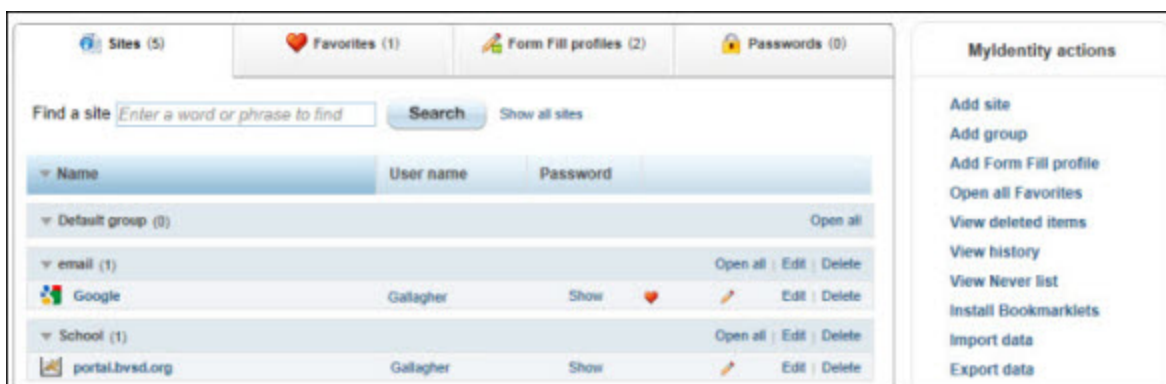 Sites (5)
Favorites (1)
Form Fill profiles (2)
Passwords (0)
Find a site Enter a word or phrase to find Search Show all sites
Name User name Password
Default group (0) Open all
email (1) Open all | Edit | Delete
Google Gallagher Show Edit | Delete
School (1) Open all | Edit | Delete
portal.bvsd.org Gallagher Show Edit | Delete
MyIdentity actions
Add site
Add group
Add Form Fill profile
Open all Favorites
View deleted items
View history
View Never list
Install Bookmarklets
Import data
Export data